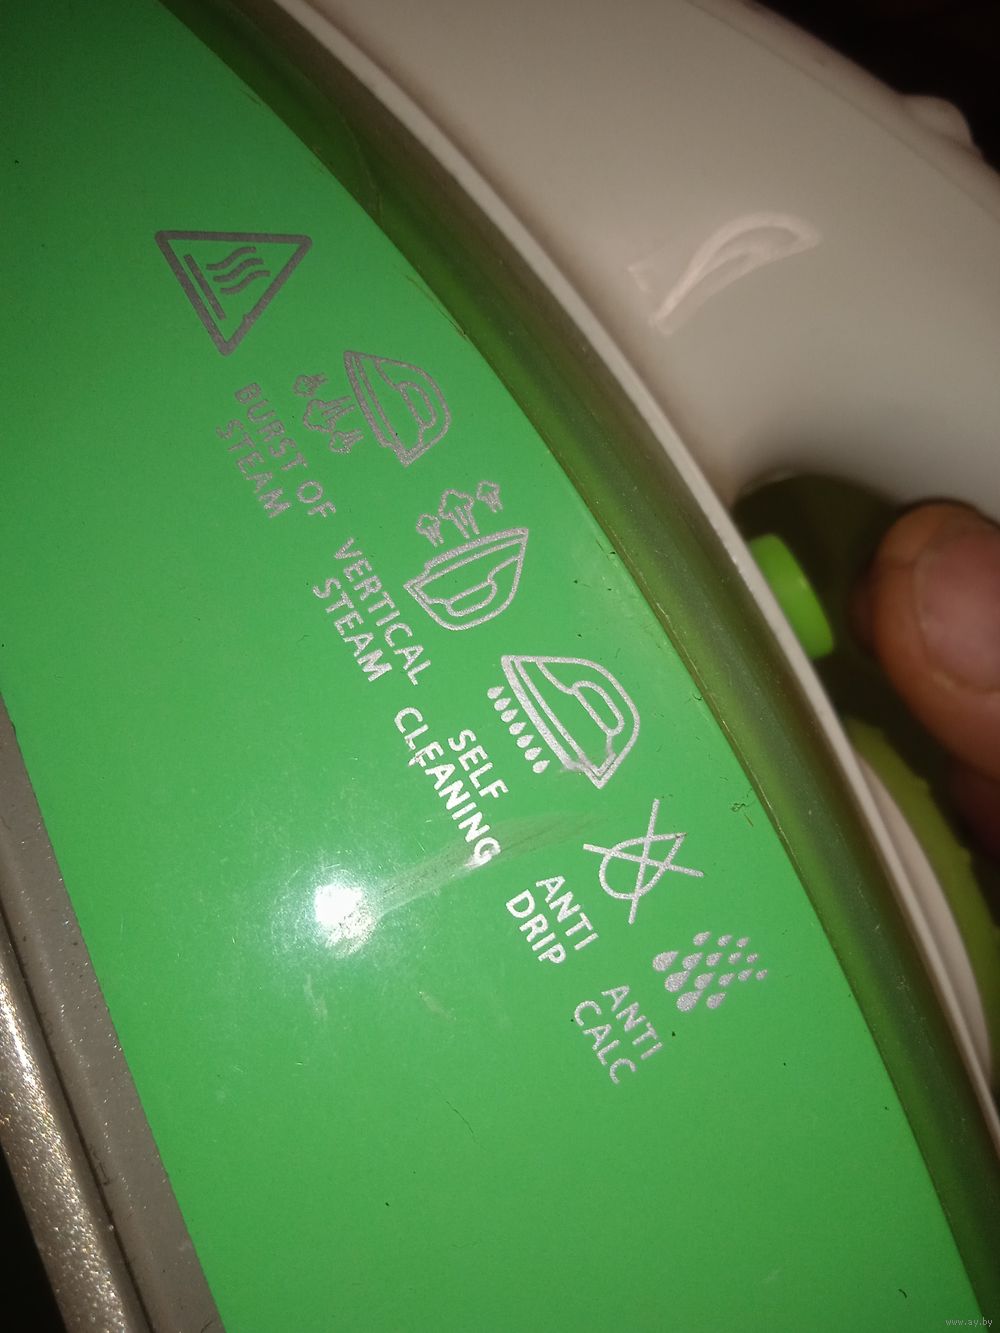 BURST OF
STEAM
VERTICAL
STEAM
SELF
CLEANING
ANTI
DRIP
ANTI
CALC
www.ay.by